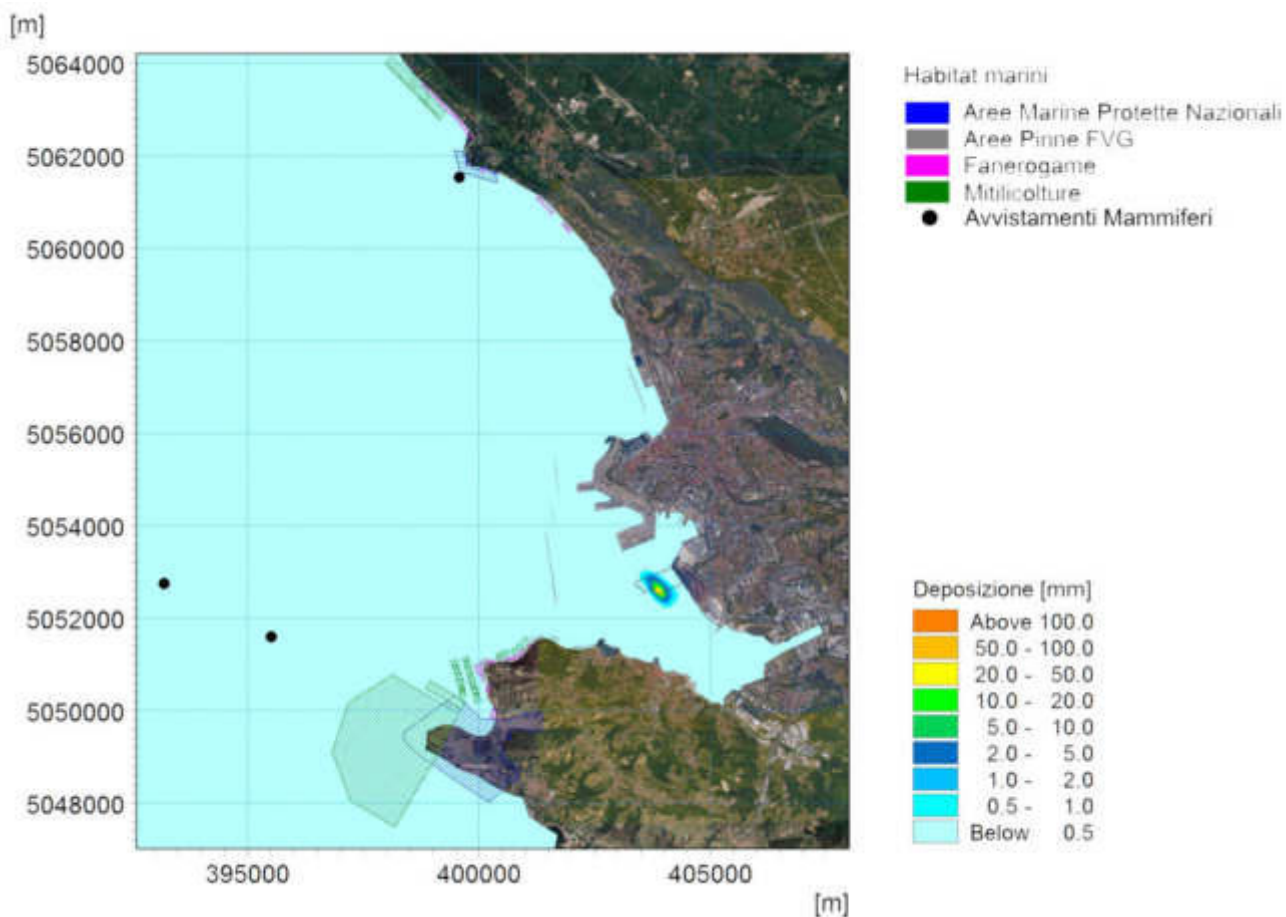 [m]
5064000
5062000
5060000
5058000
5056000
5054000
5052000
5050000
5048000
395000
400000
405000
[m]
Habitat marini
Aree Marine Protette Nazionali
Aree Pinne FVG
Fanerogame
Mitilicolture
Avvistamenti Mammiferi
Deposizione [mm]
Above 100.0
50.0 - 100.0
20.0 - 50.0
10.0 - 20.0
5.0 - 10.0
2.0 - 5.0
1.0 - 2.0
0.5 - 1.0
Below 0.5